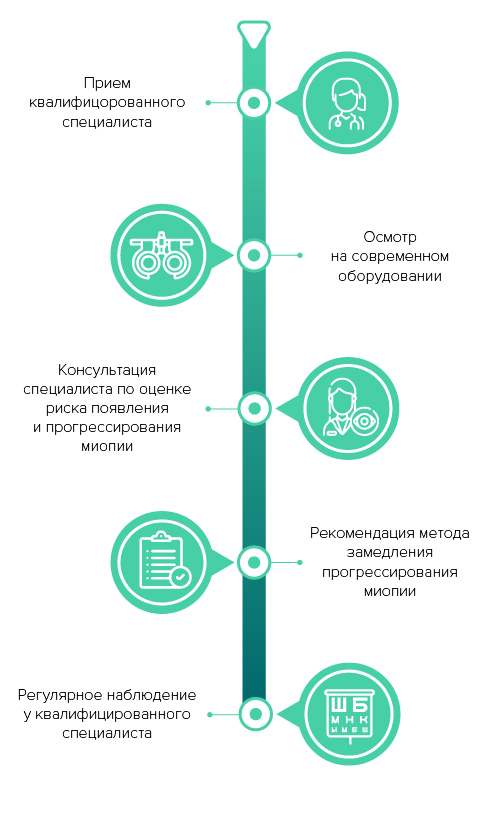 Прием
квалифицорованного
специалиста
Осмотр
на современном
оборудовании
Консультация
специалиста по оценке
риска появления
и прогрессирования
миопии
Рекомендация метода
замедления
прогрессирования
миопии
Регулярное наблюдение
у квалифицированного
специалиста
Ш Б
М Н К
Ы М Б Ш